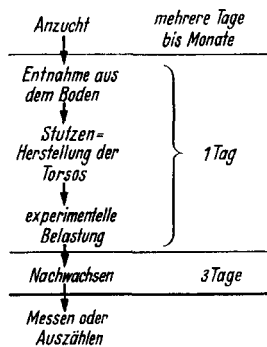 Anzucht
mehrere Tage
bis Monate
Entnahme aus
dem Boden
Stutzen=
Herstellung der
Torsos
experimentelle
Belastung
1 Tag
Nachwachsen
3 Tage
Messen oder
Auszählen